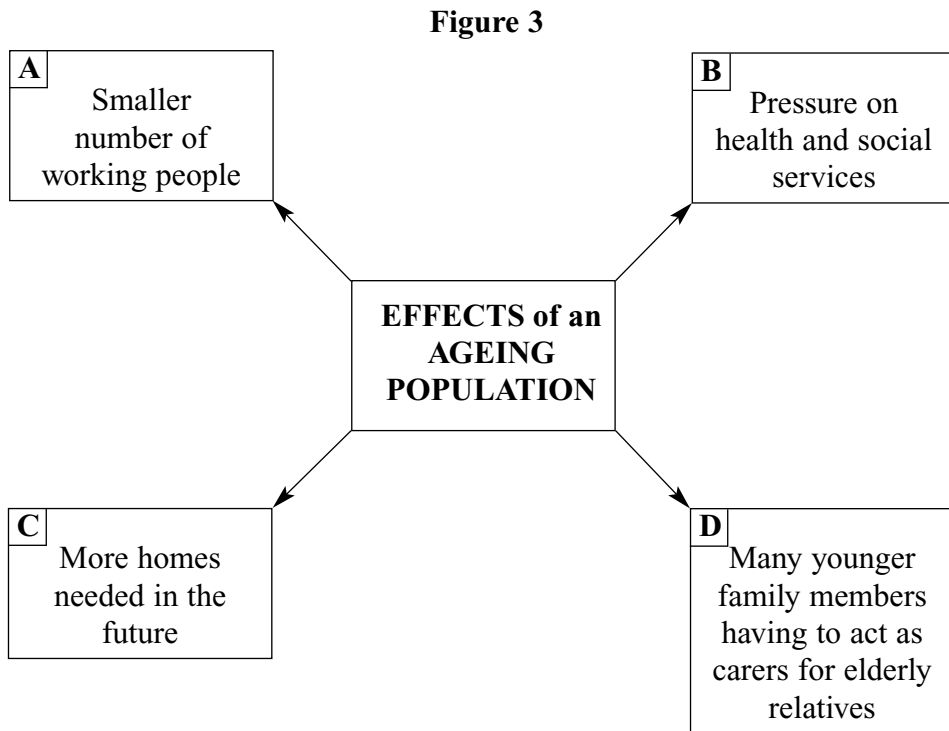 Figure 3
A
Smaller
number of
working people
B
Pressure on
health and social
services
EFFECTS of an
AGEING
POPULATION
C
More homes
needed in the
future
D
Many younger
family members
having to act as
carers for elderly
relatives